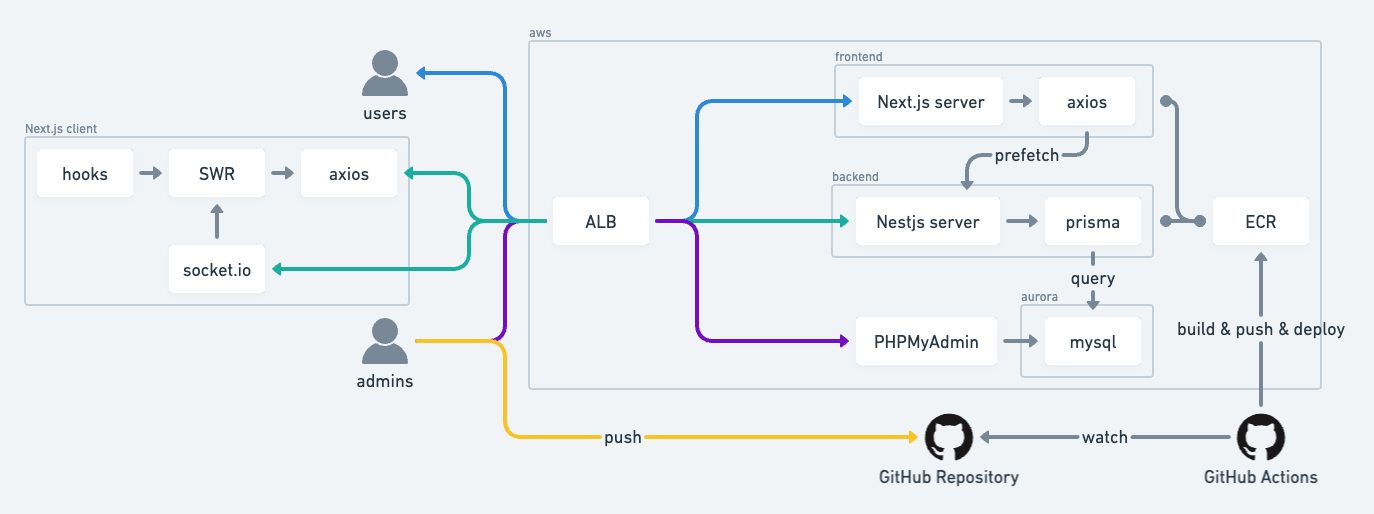 aws
users
frontend
Next.js server
axios
Next.js client
hooks
SWR
axios
prefetch
backend
ALB
Nestjs server
prisma
ECR
socket.io
query
aurora
build & push & deploy
PHPMyAdmin
mysql
admins
push
watch
GitHub Repository
GitHub Actions